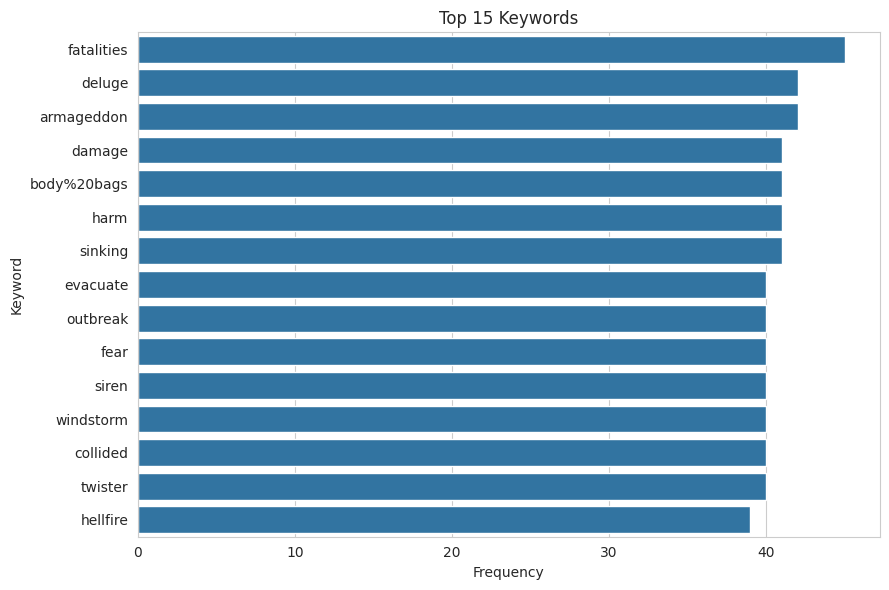 Top 15 Keywords
Keyword
fatalities
deluge
armageddon
damage
body%20bags
harm
sinking
evacuate
outbreak
fear
siren
windstorm
collided
twister
hellfire
0 10 20 30 40
Frequency